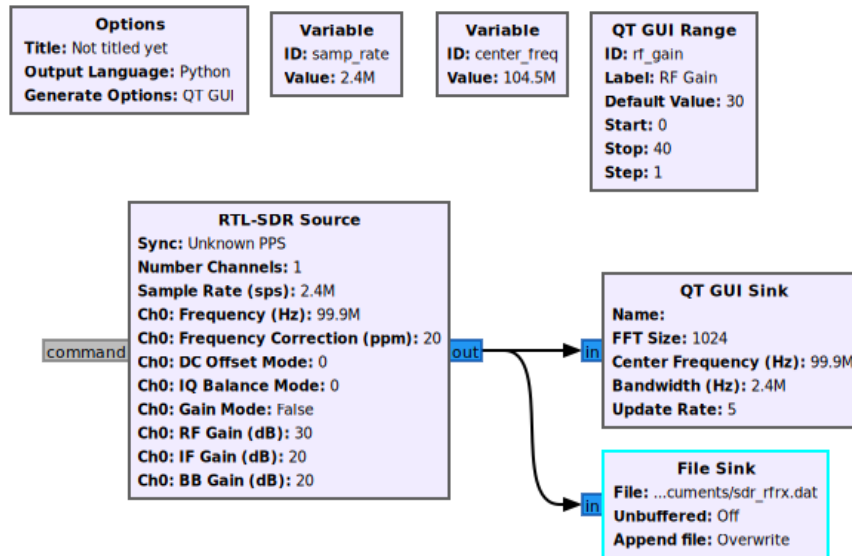 Options
Title: Not titled yet
Output Language: Python
Generate Options: QT GUI
Variable
ID: samp_rate
Value: 2.4M
Variable
ID: center_freq
Value: 104.5M
QT GUI Range
ID: rf_gain
Label: RF Gain
Default Value: 30
Start: 0
Stop: 40
Step: 1
RTL-SDR Source
Sync: Unknown PPS
Number Channels: 1
Sample Rate (sps): 2.4M
Ch0: Frequency (Hz): 99.9M
Ch0: Frequency Correction (ppm): 20
Ch0: DC Offset Mode: 0
Ch0: IQ Balance Mode: 0
Ch0: Gain Mode: False
Ch0: RF Gain (dB): 30
Ch0: IF Gain (dB): 20
Ch0: BB Gain (dB): 20
command
out
in
QT GUI Sink
Name:
FFT Size: 1024
Center Frequency (Hz): 99.9M
Bandwidth (Hz): 2.4M
Update Rate: 5
in
File Sink
File: ...cuments/sdr_rfrx.dat
Unbuffered: Off
Append file: Overwrite